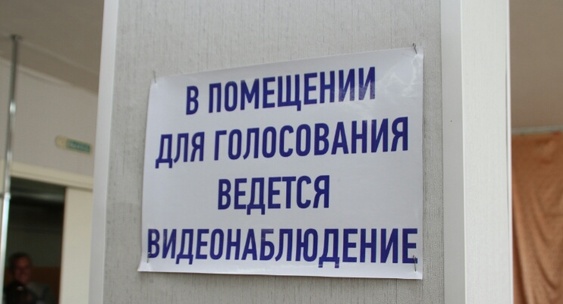 В ПОМЕЩЕНИИ
ДЛЯ ГОЛОСОВАНИЯ
ВЕДЕТСЯ
ВИДЕОНАБЛЮДЕНИЕ